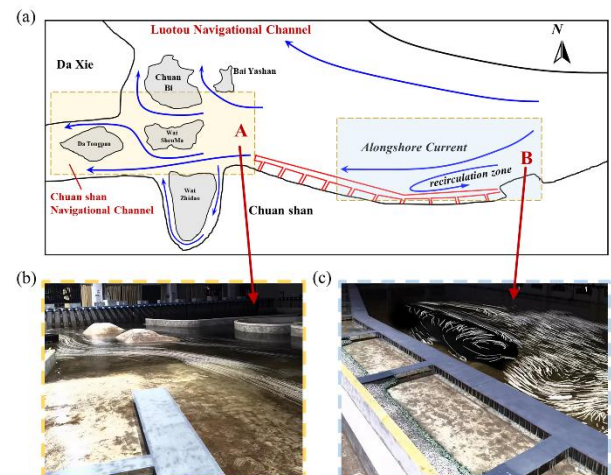 (a)
Luotou Navigational Channel
N
Da Xie
Chuan
Bi
Bai Yashan
Wai
ShenMa
A
Da Tongpan
Alongshore Current
B
recirculation zone
Chuan shan
Navigational Channel
Wai
Zhidao
Chuan shan
(b)
(c)